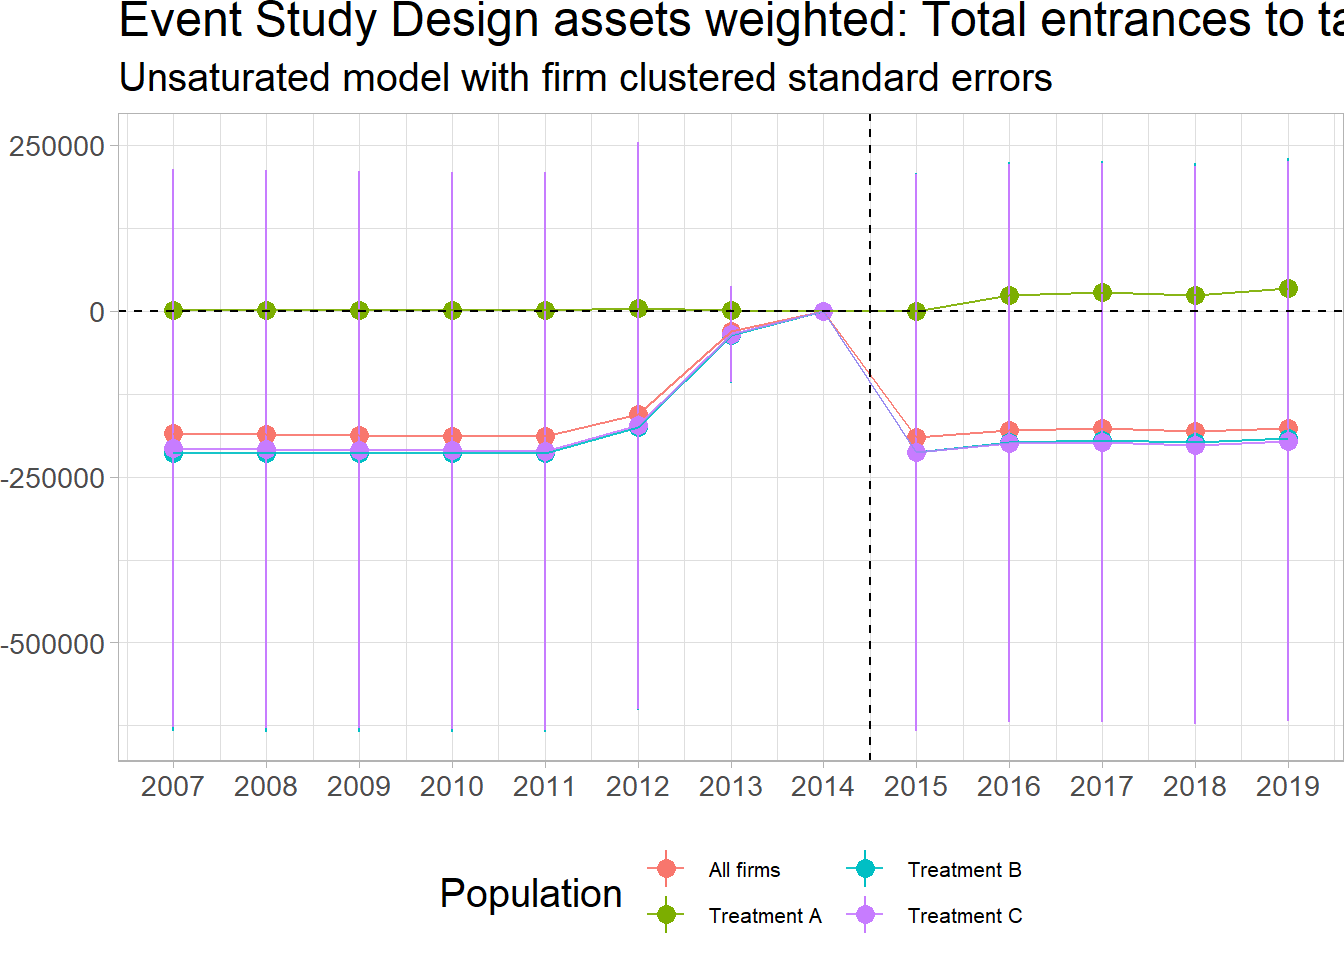 Event Study Design assets weighted: Total entrances to ta
Unsaturated model with firm clustered standard errors
250000
0
-250000
-500000
2007 2008 2009 2010 2011 2012 2013 2014 2015 2016 2017 2018 2019
Population
All firms
Treatment A
Treatment B
Treatment C